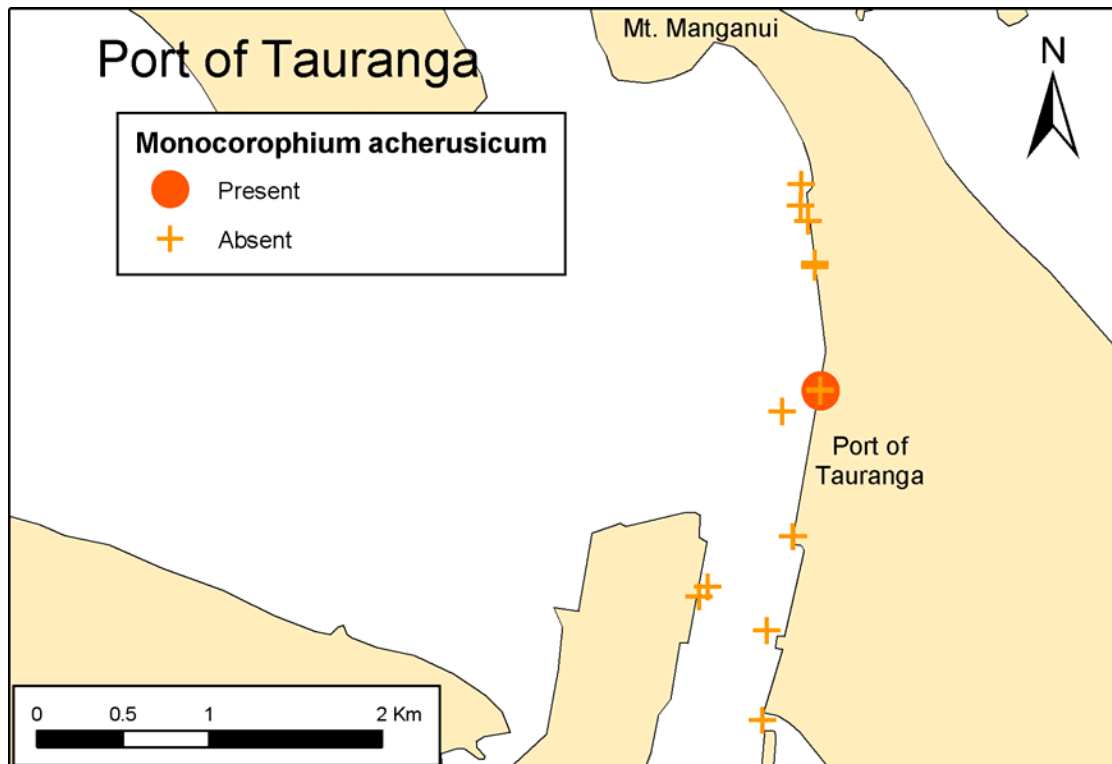 Mt. Manganui
Port of Tauranga
N
Monocorophium acherusicum
Present
Absent
Port of
Tauranga
0 0.5 1 2 Km